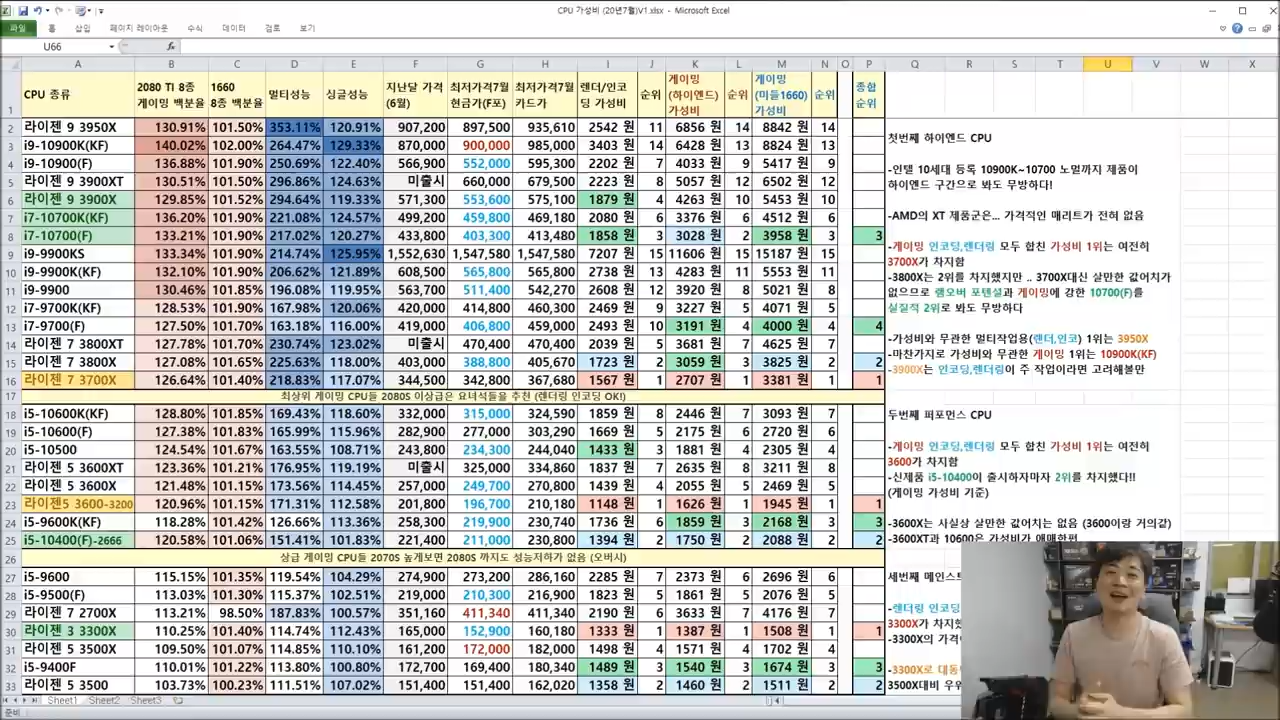 CPU 가성비 (20년7월)V1.xlsx - Microsoft Excel
파일 홈 삽입 페이지 레이아웃 수식 데이터 검토 보기
U66 fx
A B C D E F G H I J K L M N O P Q R S T U V W X
1 CPU 종류 2080 TI 8종 게이밍 백분율 1660 8종 백분율 멀티성능 싱글성능 지난달 가격 (6월) 최저가격7월 현금가(F포) 최저가격7월 카드가 렌더/인코딩 가성비 순위 게이밍 (하이엔드) 가성비 순위 게이밍 (미들1660) 가성비 순위 종합 순위
2 라이젠 9 3950X 130.91% 101.50% 353.11% 120.91% 907,200 897,500 935,610 2542 원 11 6856 원 14 8842 원 14
3 i9-10900K(KF) 140.02% 102.00% 264.47% 129.33% 870,000 900,000 985,000 3403 원 14 6428 원 13 8824 원 13
4 i9-10900(F) 136.88% 101.90% 250.69% 122.40% 566,900 552,000 595,300 2202 원 7 4033 원 9 5417 원 9
5 라이젠 9 3900XT 130.51% 101.50% 296.86% 124.63% 미출시 660,000 679,500 2223 원 8 5057 원 12 6502 원 12
6 라이젠 9 3900X 129.85% 101.52% 294.64% 119.33% 571,300 553,600 575,100 1879 원 4 4263 원 10 5453 원 10
7 i7-10700K(KF) 136.20% 101.90% 221.08% 124.57% 499,200 459,800 469,180 2080 원 6 3376 원 6 4512 원 6
8 i7-10700(F) 133.21% 101.90% 217.02% 120.27% 433,800 403,300 413,480 1858 원 3 3028 원 2 3958 원 3 3
9 i9-9900KS 133.34% 101.90% 214.74% 125.95% 1,552,630 1,547,580 1,547,580 7207 원 15 11606 원 15 15187 원 15
10 i9-9900K(KF) 132.10% 101.90% 206.62% 121.89% 608,500 565,800 565,800 2738 원 13 4283 원 11 5553 원 11
11 i9-9900 130.46% 101.85% 196.08% 119.95% 563,700 511,400 542,270 2608 원 12 3920 원 8 5021 원 8
12 i7-9700K(KF) 128.53% 101.90% 167.98% 120.06% 420,000 414,800 460,300 2469 원 9 3227 원 5 4071 원 5
13 i7-9700(F) 127.50% 101.70% 163.18% 116.00% 419,000 406,800 459,000 2493 원 10 3191 원 4 4000 원 4 4
14 라이젠 7 3800XT 127.78% 101.70% 230.74% 123.02% 미출시 470,400 470,400 2039 원 5 3681 원 7 4625 원 7
15 라이젠 7 3800X 127.08% 101.65% 225.63% 118.00% 403,000 388,800 405,670 1723 원 2 3059 원 3 3825 원 2 2
16 라이젠 7 3700X 126.64% 101.40% 218.83% 117.07% 344,500 342,800 367,680 1567 원 1 2707 원 1 3381 원 1 1
17 최상위 게이밍 CPU들 2080S 이상급은 요녀석들을 추천 (렌더링 인코딩 OK!)
18 i5-10600K(KF) 128.80% 101.85% 169.43% 118.60% 332,000 315,000 324,590 1859 원 8 2446 원 7 3093 원 7
19 i5-10600(F) 127.38% 101.83% 165.99% 115.96% 282,900 277,000 303,290 1669 원 5 2175 원 6 2720 원 6
20 i5-10500 124.54% 101.67% 163.55% 108.71% 243,800 234,300 244,040 1433 원 3 1881 원 4 2305 원 4
21 라이젠 5 3600XT 123.36% 101.21% 176.95% 119.19% 미출시 325,000 334,860 1837 원 7 2635 원 8 3211 원 8
22 라이젠 5 3600X 121.48% 101.15% 173.56% 114.45% 257,000 249,700 270,800 1439 원 4 2055 원 5 2469 원 5
23 라이젠5 3600-3200 120.96% 101.15% 171.31% 112.58% 201,800 196,700 210,180 1148 원 1 1626 원 1 1945 원 1 1
24 i5-9600K(KF) 118.28% 101.42% 126.66% 113.36% 258,300 219,900 230,740 1736 원 6 1859 원 3 2168 원 3 3
25 i5-10400(F)-2666 120.58% 101.06% 151.41% 101.83% 221,400 211,000 230,800 1394 원 2 1750 원 2 2088 원 2 2
26 상급 게이밍 CPU들 2070S 높게보면 2080S 까지도 성능저하가 없음 (오버시)
27 i5-9600 115.15% 101.35% 119.54% 104.29% 274,900 273,200 286,160 2285 원 7 2373 원 6 2696 원 6
28 i5-9500(F) 113.03% 101.30% 115.37% 102.51% 219,000 210,300 216,900 1823 원 5 1861 원 5 2076 원 5
29 라이젠 7 2700X 113.21% 98.50% 187.83% 100.57% 351,160 411,340 411,340 2190 원 6 3633 원 7 4176 원 7
30 라이젠 3 3300X 110.25% 101.40% 114.74% 112.43% 165,000 152,900 160,180 1333 원 1 1387 원 1 1508 원 1 1
31 라이젠 5 3500X 109.50% 101.07% 114.85% 110.10% 161,200 172,000 182,000 1498 원 4 1571 원 4 1702 원 4
32 i5-9400F 110.01% 101.22% 113.80% 100.80% 172,700 169,400 180,340 1489 원 3 1540 원 3 1674 원 3 3
33 라이젠 5 3500 103.73% 100.23% 111.51% 107.02% 151,400 151,400 162,020 1358 원 2 1460 원 2 1511 원 2 2
첫번째 하이엔드 CPU
-인텔 10세대 등록 10900K~10700 노멀까지 제품이
하이엔드 구간으로 봐도 무방하다!
-AMD의 XT 제품군은... 가격적인 매리트가 전혀 없음
-게이밍 인코딩,렌더링 모두 합친 가성비 1위는 여전히
3700X가 차지함
-3800X는 2위를 차지했지만 .. 3700X대신 살만한 값어치가
없으므로 램오버 포텐셜과 게이밍에 강한 10700(F)를
실질적 2위로 봐도 무방하다
-가성비와 무관한 멀티작업용(렌더,인코) 1위는 3950X
-마찬가지로 가성비와 무관한 게이밍 1위는 10900K(KF)
-3900X는 인코딩,렌더링이 주 작업이라면 고려해볼만
두번째 퍼포먼스 CPU
-게이밍 인코딩,렌더링 모두 합친 가성비 1위는 여전히
3600가 차지함
-신제품 i5-10400이 출시하자마자 2위를 차지했다!!
(게이밍 가성비 기준)
-3600X는 사실상 살만한 값어치는 없음 (3600이랑 거의같)
-3600XT과 10600은 가성비가 애매한편
세번째 메인스트
-렌더링 인코딩
3300X가 차지
-3300X의 가격
-3300X로 대동
3500X대비 우위
Sheet1 Sheet2 Sheet3
준비